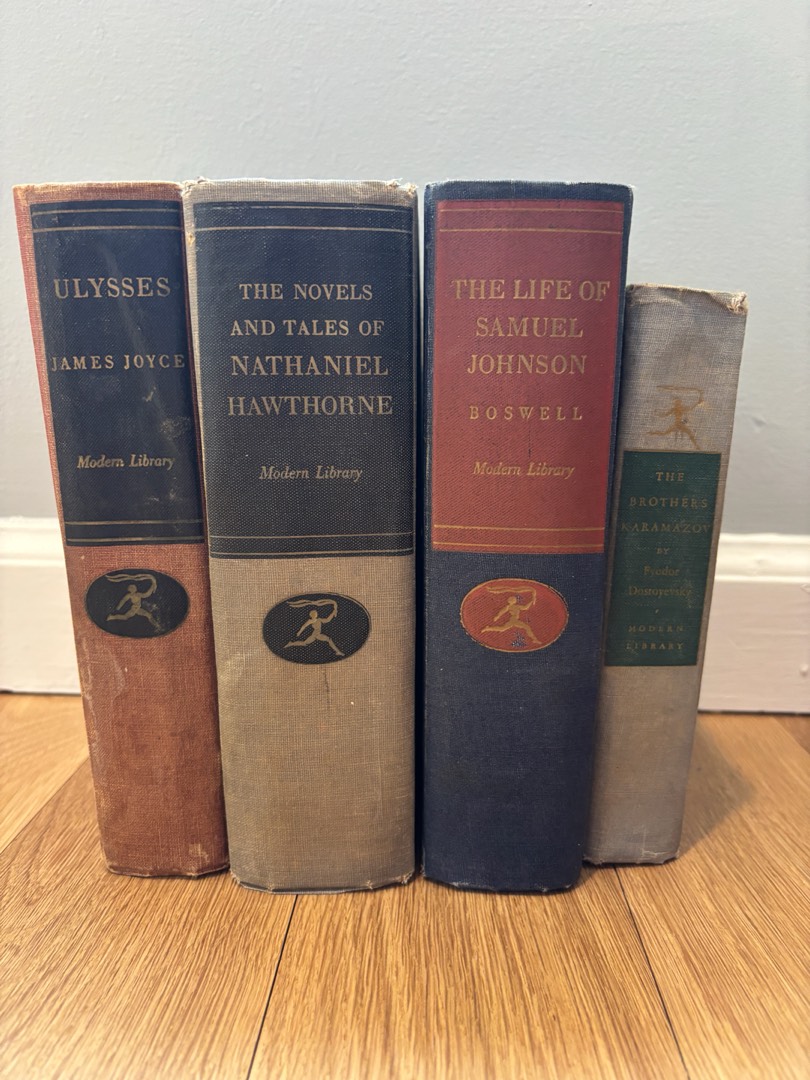 ULYSSES
JAMES JOYCE
Modern Library
THE NOVELS
AND TALES OF
NATHANIEL
HAWTHORNE
Modern Library
THE LIFE OF
SAMUEL
JOHNSON
BOSWELL
Modern Library
THE
BROTHERS
KARAMAZOV
BY
Fyodor
Dostoyevsky
MODERN
LIBRARY